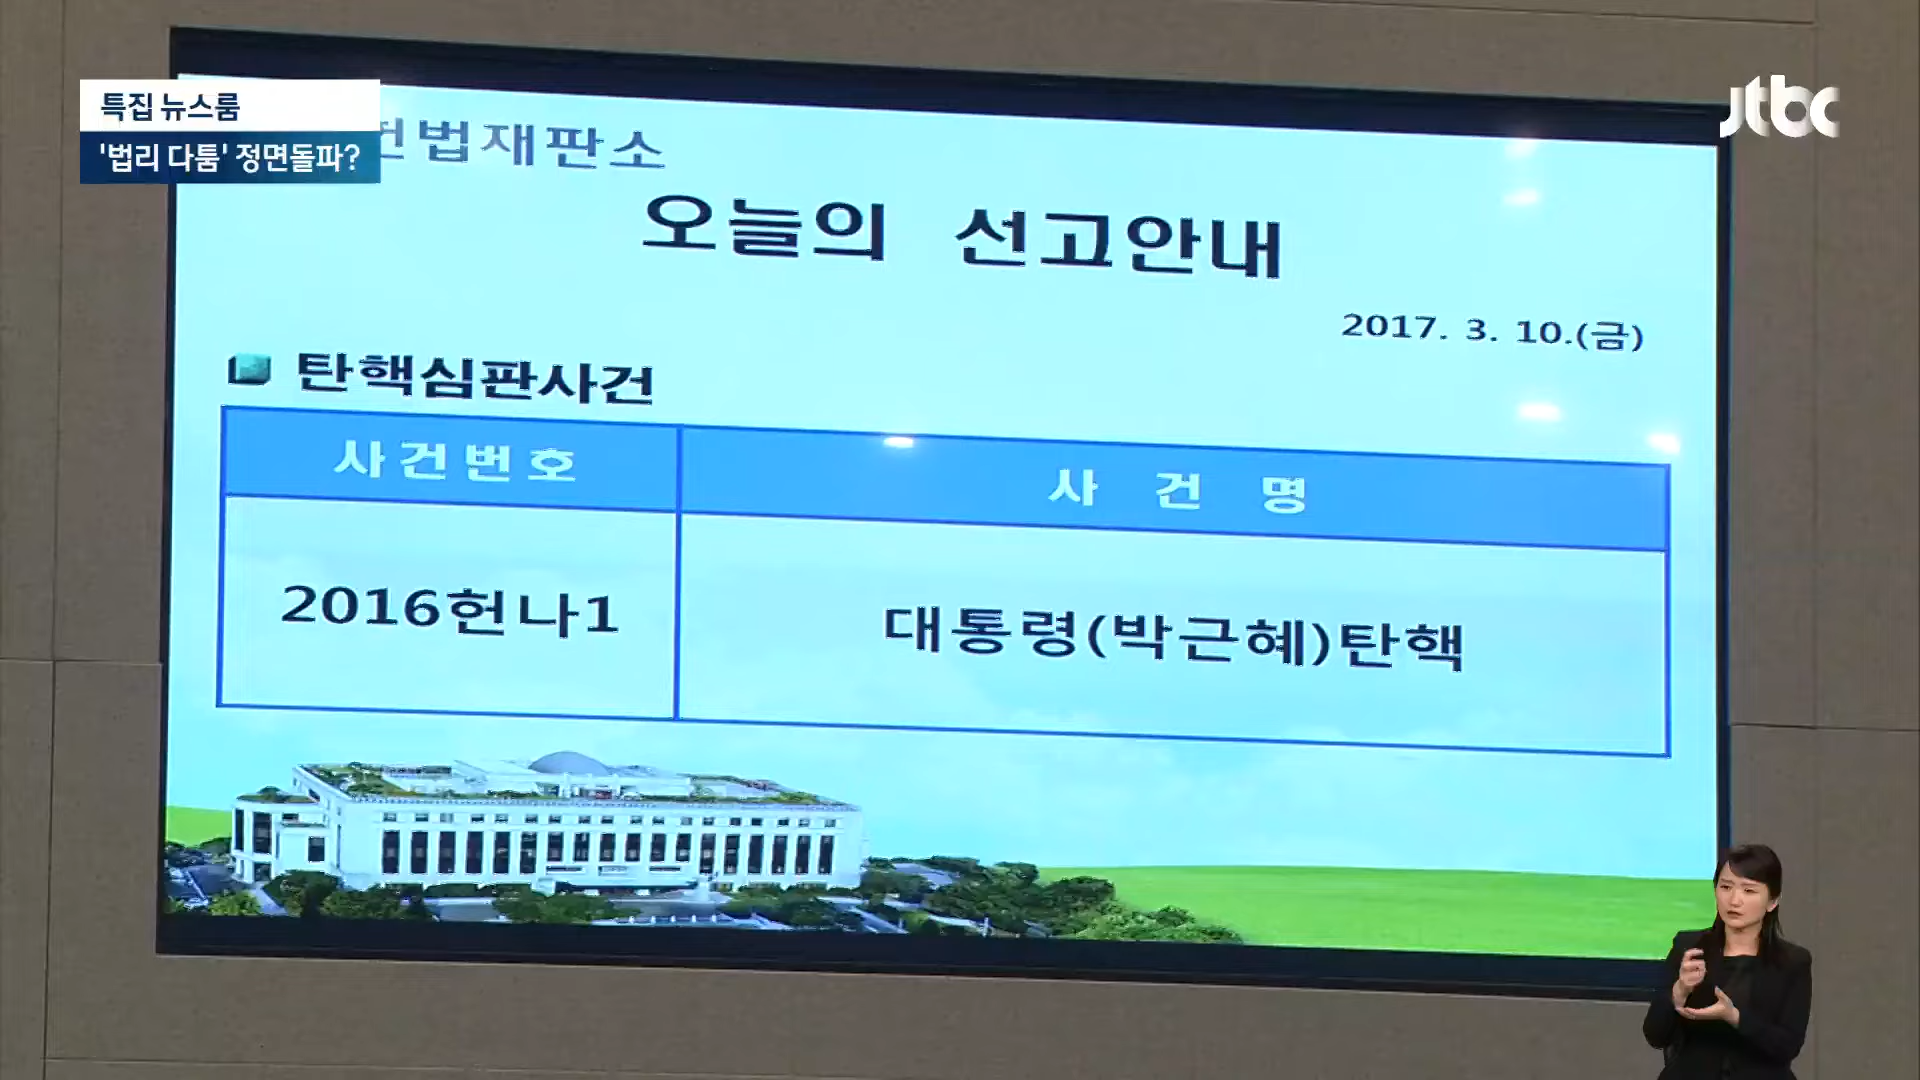 특집 뉴스룸
jtbc
'법리 다툼' 정면돌파?
헌법재판소
오늘의 선고안내
2017. 3. 10.(금)
탄핵심판사건
사건번호
사 건 명
2016헌나1
대통령(박근혜)탄핵